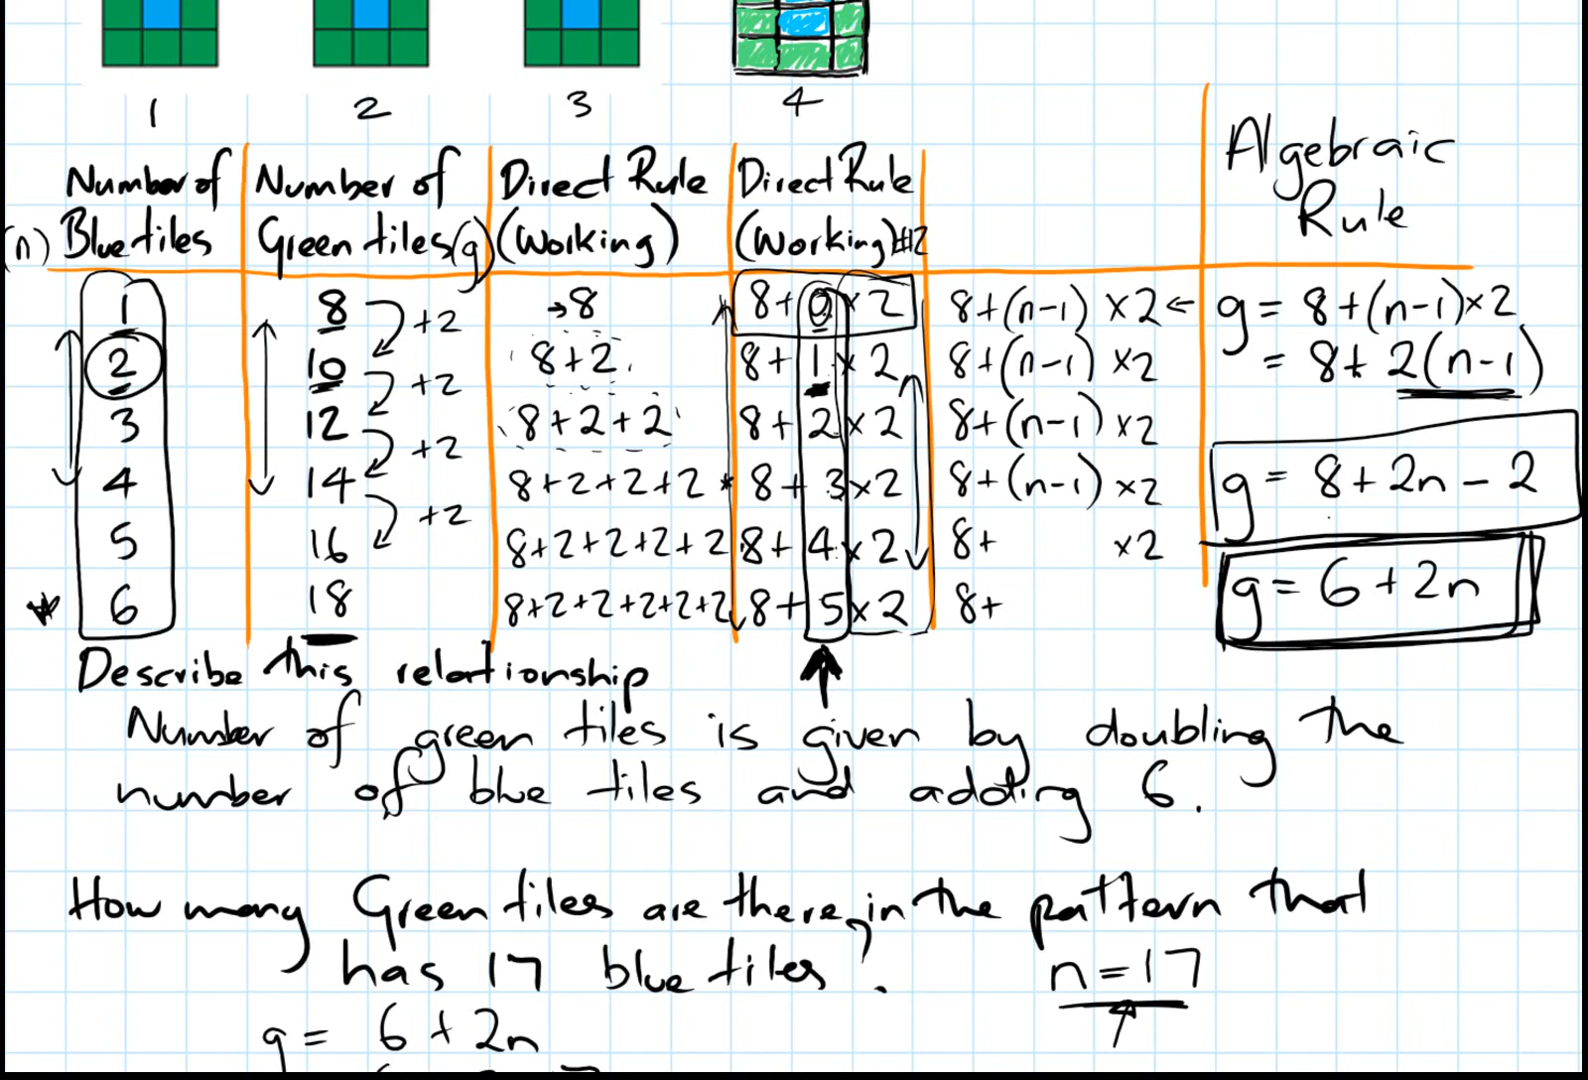 1 2 3 4
Number of Number of Direct Rule Direct Rule Algebraic
(n) Blue tiles Green tiles (g) (Working) (Working) #2 Rule
1 8 +2 →8 8+0×2 8+(n-1) ×2 ← g = 8+(n-1)×2
2 10 +2 8+2 8+1×2 8+(n-1) ×2 = 8+ 2(n-1)
3 12 +2 8+2+2 8+2×2 8+(n-1) ×2
4 14 +2 8+2+2+2 * 8+3×2 8+(n-1) ×2 g = 8+2n-2
5 16 8+2+2+2+2 8+4×2 8+ ×2
* 6 18 8+2+2+2+2+2 8+5×2 8+ g = 6+2n
Describe this relationship
Number of green tiles is given by doubling the
number of blue tiles and adding 6.
How many Green tiles are there, in the pattern that
has 17 blue tiles? n=17
g = 6+2n